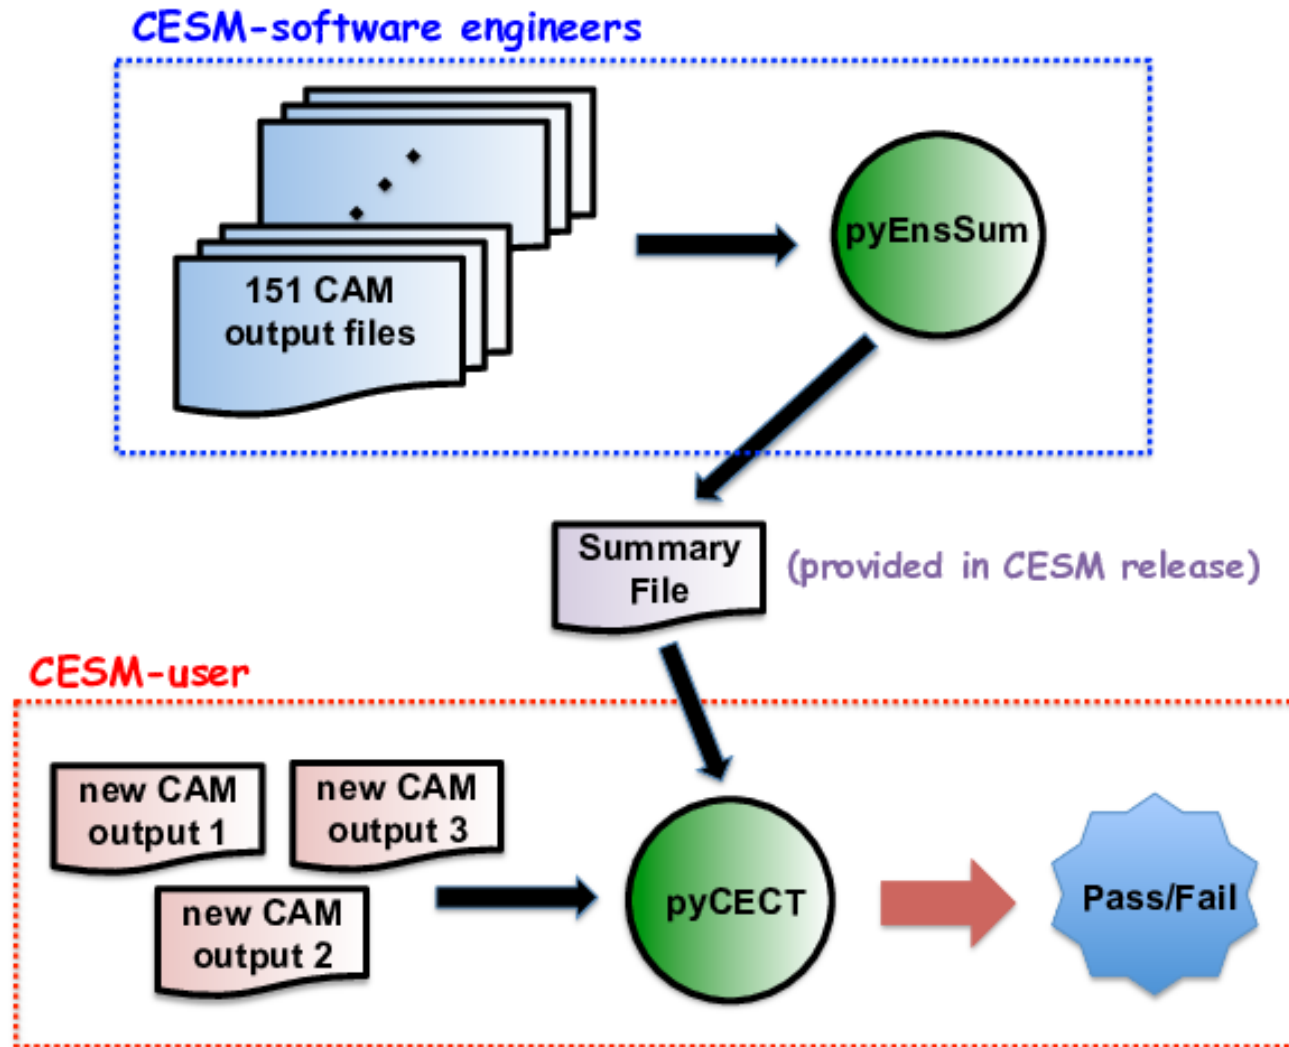 CESM-software engineers
151 CAM
output files
pyEnsSum
Summary
File
(provided in CESM release)
CESM-user
new CAM
output 1
new CAM
output 3
new CAM
output 2
pyCECT
Pass/Fail